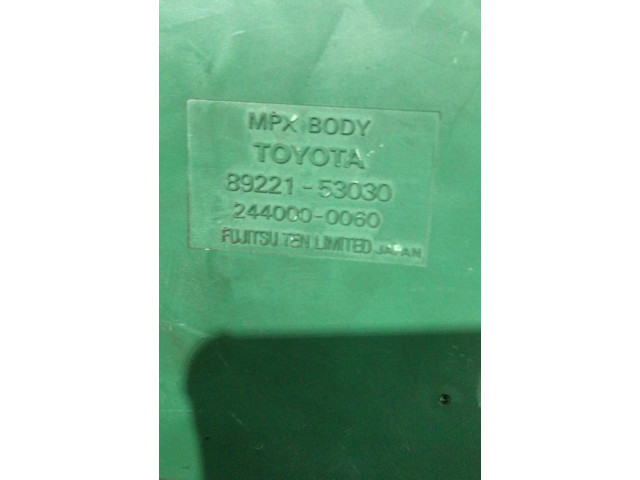 MPX BODY
TOYOTA
89221-53030
244000-0060
FUJITSU TEN LIMITED JAPAN